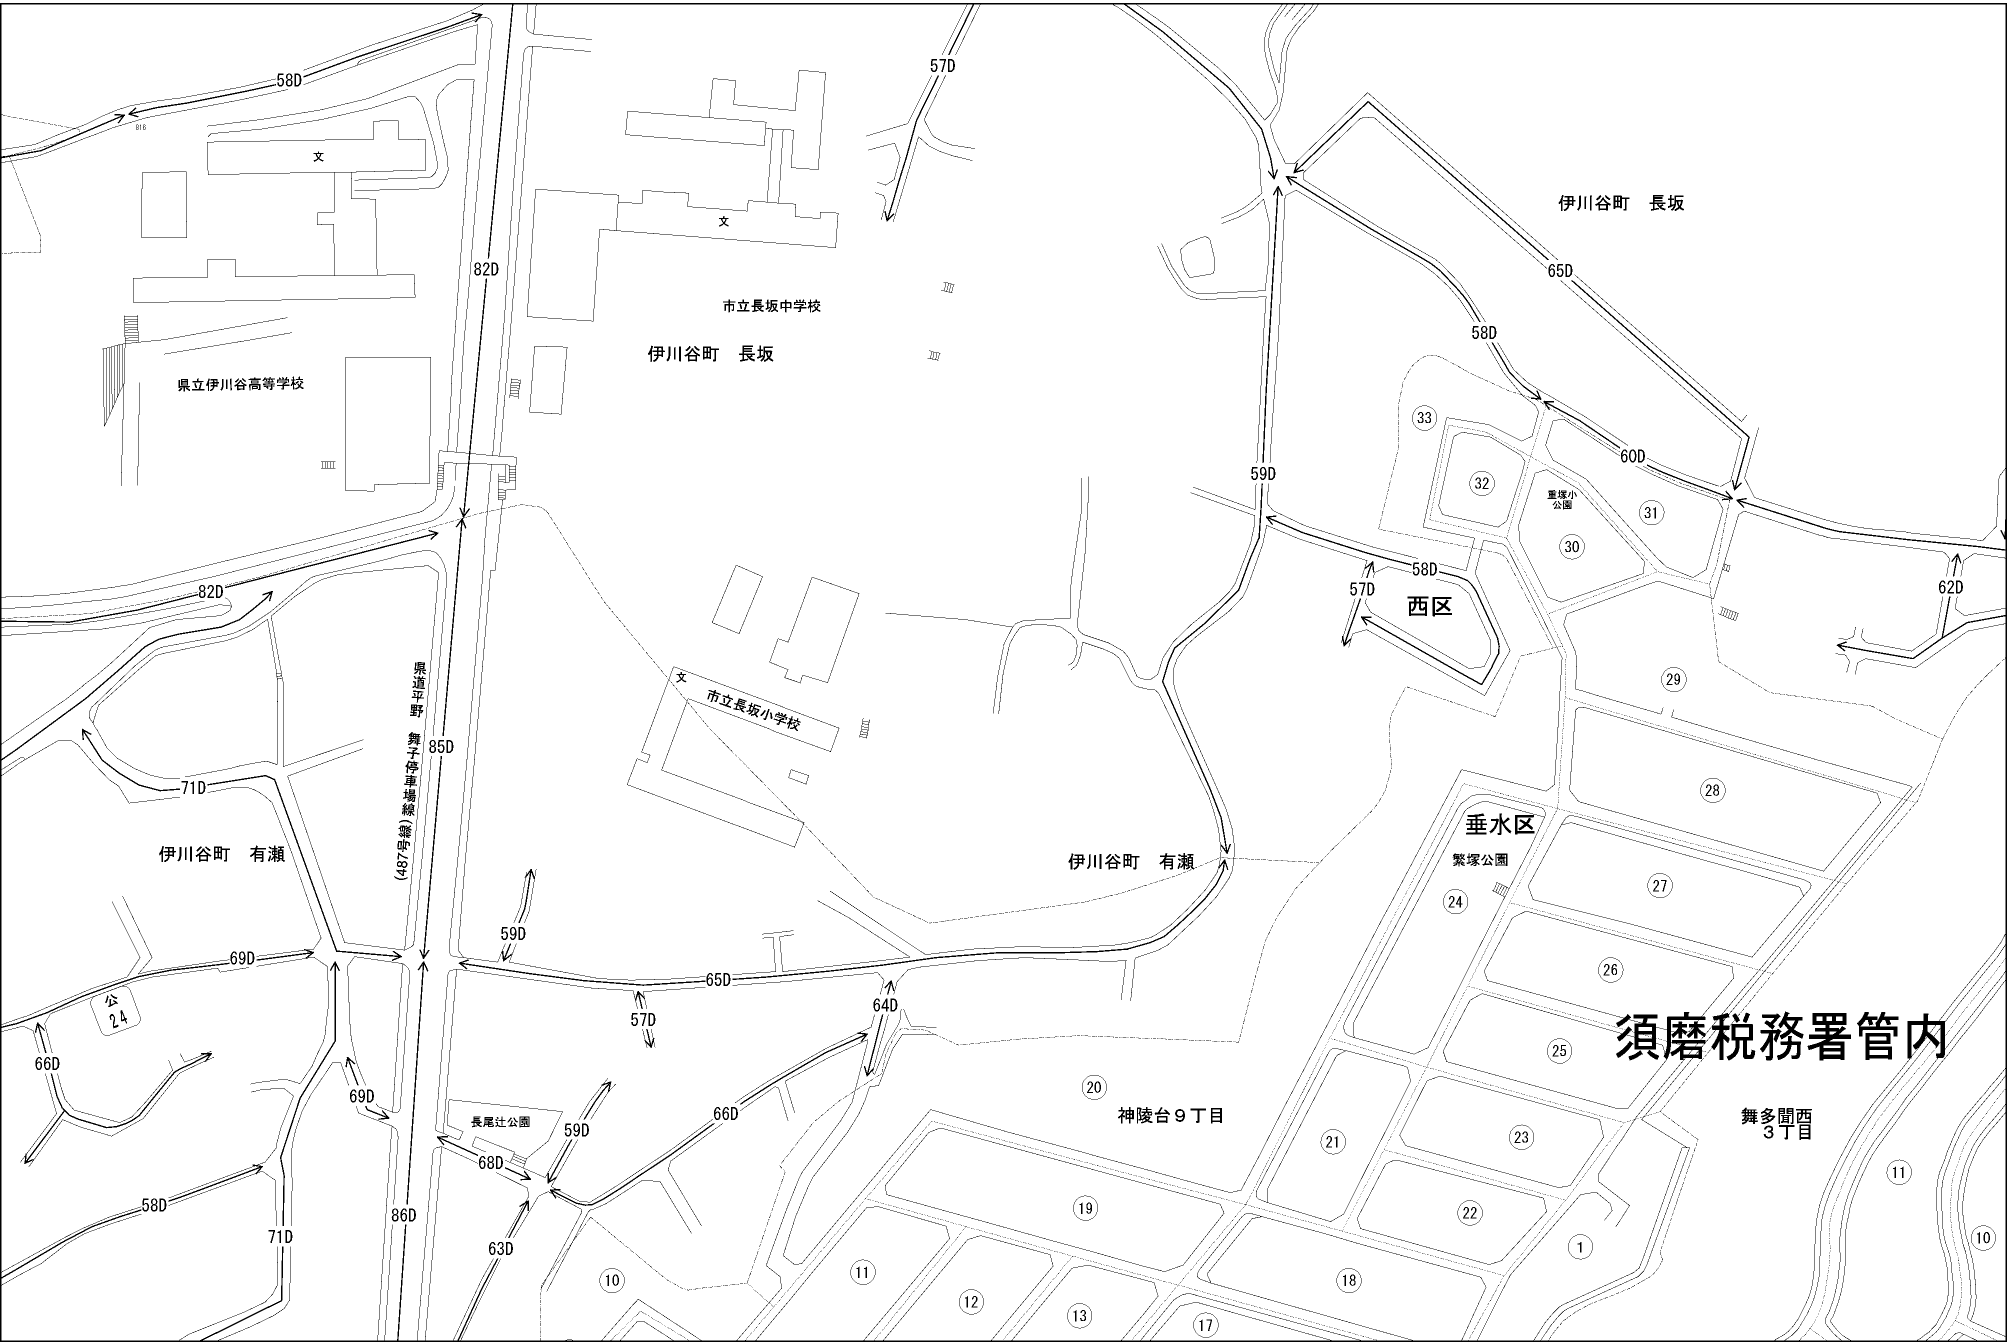 58D
57D
816
文
文
伊川谷町 長坂
82D
65D
市立長坂中学校
58D
伊川谷町 長坂
県立伊川谷高等学校
33
60D
59D
32
重塚小
公園
31
30
58D
82D
57D
西区
62D
県道平野 舞子停車場線
(487号線)
文
市立長坂小学校
29
85D
71D
28
垂水区
伊川谷町 有瀬
伊川谷町 有瀬
繁塚公園
27
24
59D
69D
65D
26
公
24
64D
57D
須磨税務署管内
25
66D
69D
20
66D
神陵台９丁目
舞多聞西
３丁目
長尾辻公園
59D
21
23
68D
11
58D
86D
19
22
71D
63D
1
10
10
11
18
12
13
17